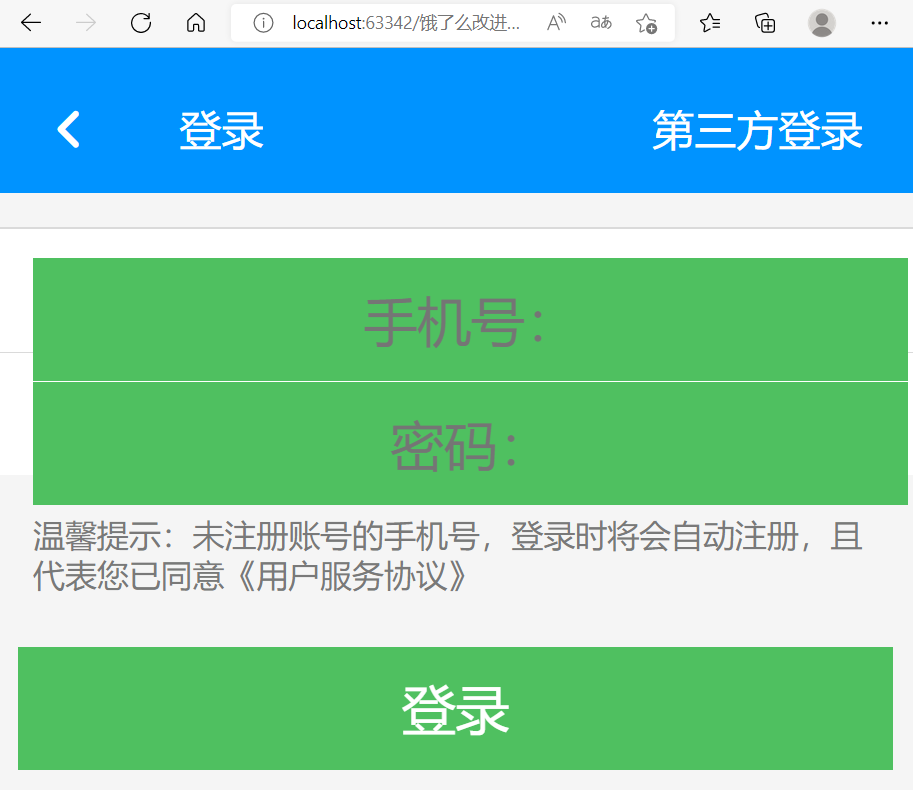 localhost:63342/饿了么改进...
登录
第三方登录
手机号：
密码：
温馨提示：未注册账号的手机号，登录时将会自动注册，且
代表您已同意《用户服务协议》
登录